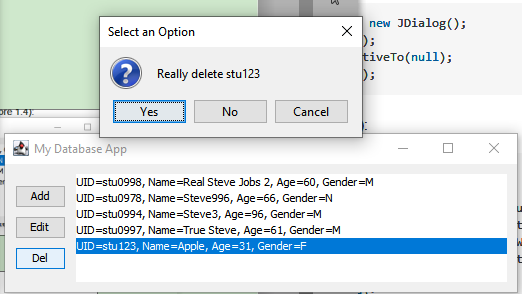 new JDialog();
);
tiveTo(null);
);
Select an Option
?
Really delete stu123
Yes
No
Cancel
ore 1.4):
):
My Database App
Add
Edit
Del
UID=stu0998, Name=Real Steve Jobs 2, Age=60, Gender=M
UID=stu0978, Name=Steve996, Age=66, Gender=N
UID=stu0994, Name=Steve3, Age=96, Gender=M
UID=stu0997, Name=True Steve, Age=61, Gender=M
UID=stu123, Name=Apple, Age=31, Gender=F